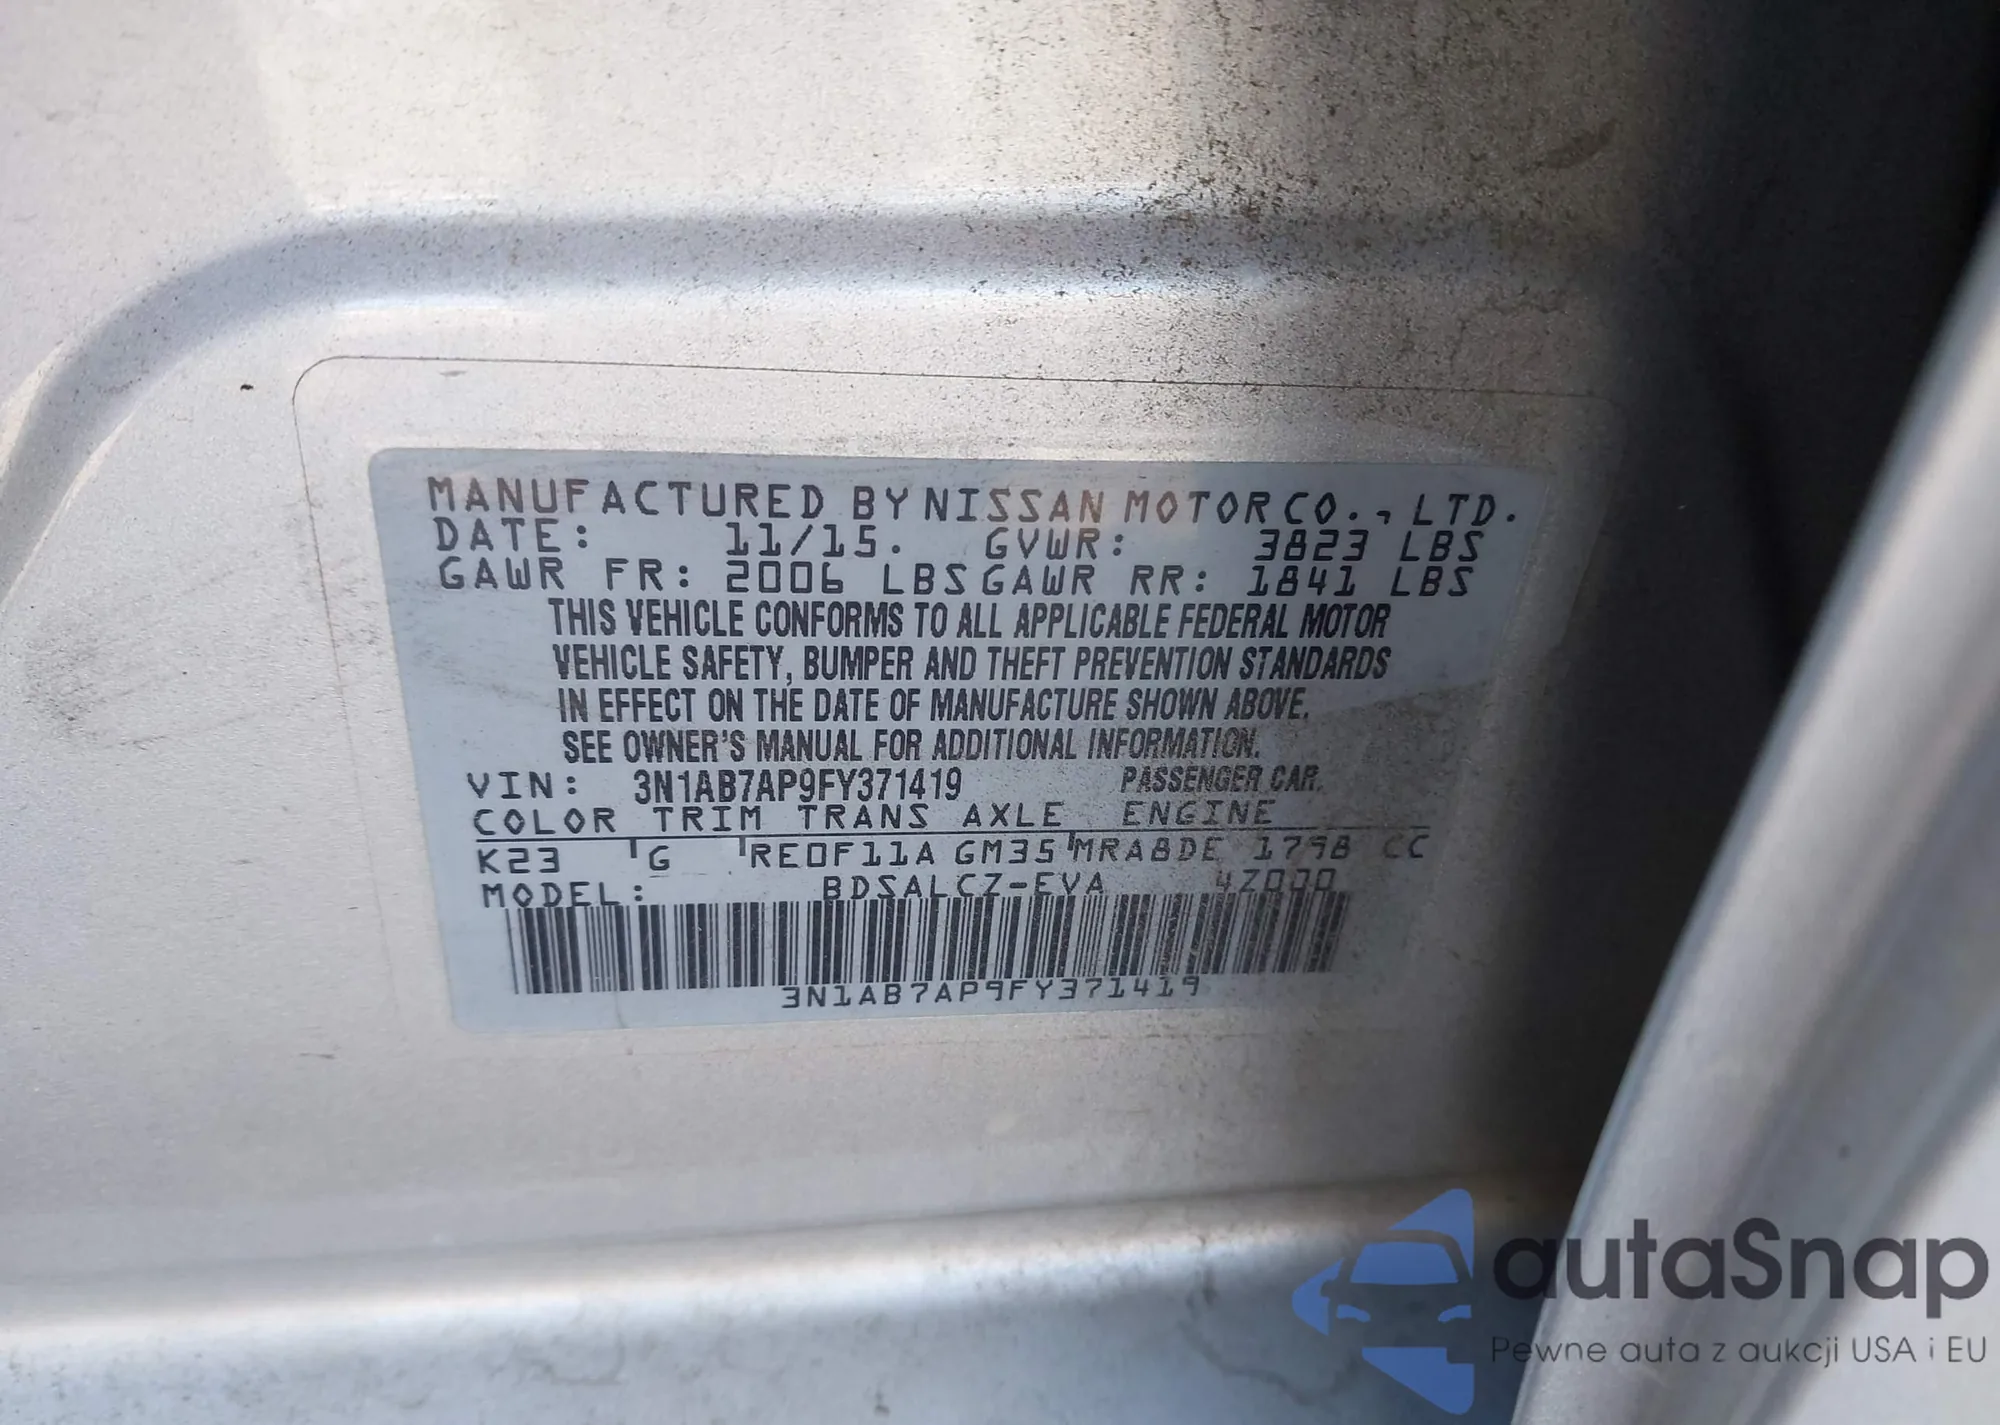 MANUFACTURED BY NISSAN MOTOR CO., LTD.
DATE: 11/15. GVWR: 3823 LBS
GAWR FR: 2006 LBS GAWR RR: 1841 LBS
THIS VEHICLE CONFORMS TO ALL APPLICABLE FEDERAL MOTOR
VEHICLE SAFETY, BUMPER AND THEFT PREVENTION STANDARDS
IN EFFECT ON THE DATE OF MANUFACTURE SHOWN ABOVE.
SEE OWNER'S MANUAL FOR ADDITIONAL INFORMATION.
VIN: 3N1AB7AP9FY371419 PASSENGER CAR.
COLOR TRIM TRANS AXLE ENGINE
K23 G RE0F11A GM35 MRA8DE 1798 CC
MODEL: BDSALCZ-EVA 4Z000
3N1AB7AP9FY371419
autaSnap
Pewne auta z aukcji USA i EU